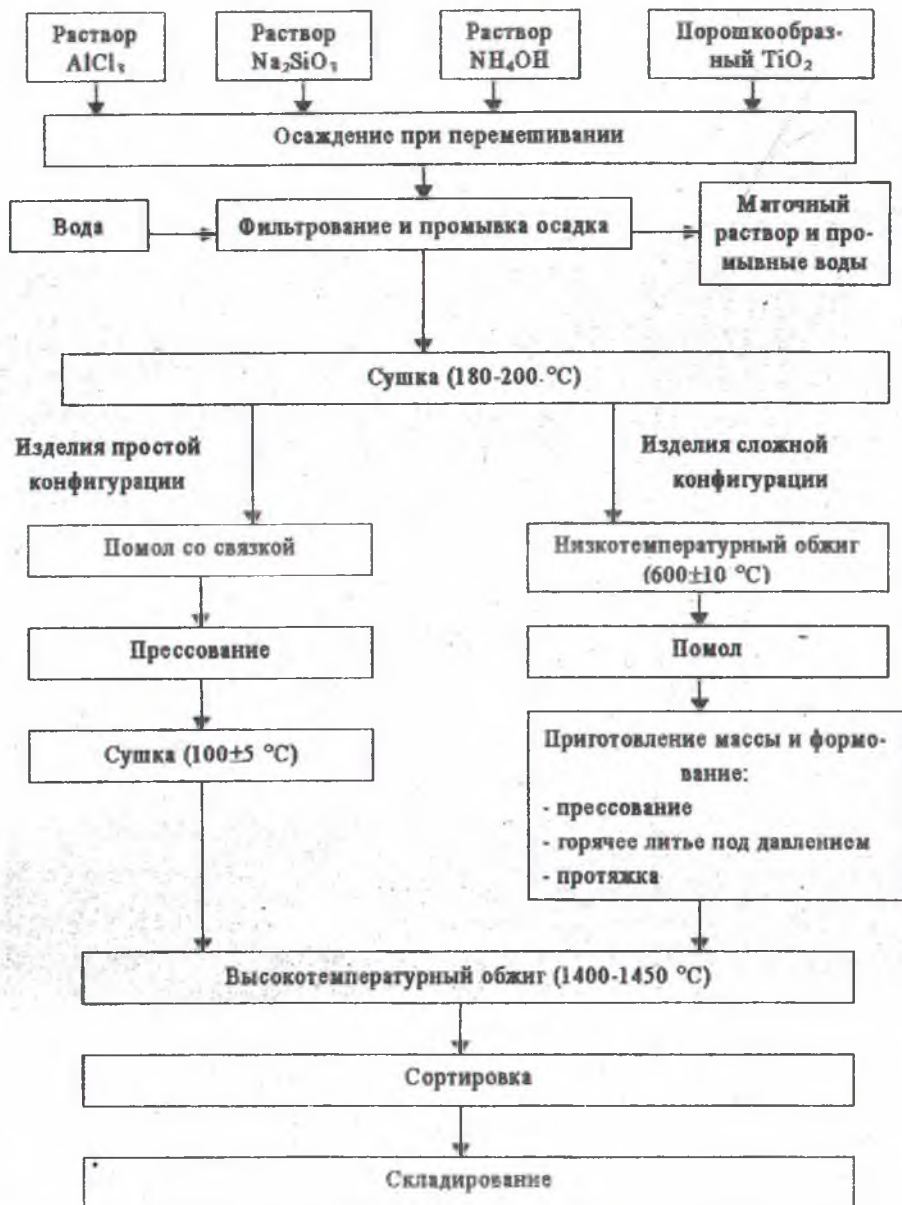 Раствор
AlCl₃
Раствор
Na₂SiO₃
Раствор
NH₄OH
Порошкообраз-
ный TiO₂
Осаждение при перемешивании
Вода
Фильтрование и промывка осадка
Маточный
раствор и про-
мывные воды
Сушка (180-200 °C)
Изделия простой
конфигурации
Изделия сложной
конфигурации
Помол со связкой
Низкотемпературный обжиг
(600±10 °C)
Прессование
Помол
Сушка (100±5 °C)
Приготовление массы и формо-
вание:
- прессование
- горячее литье под давлением
- протяжка
Высокотемпературный обжиг (1400-1450 °C)
Сортировка
Складирование